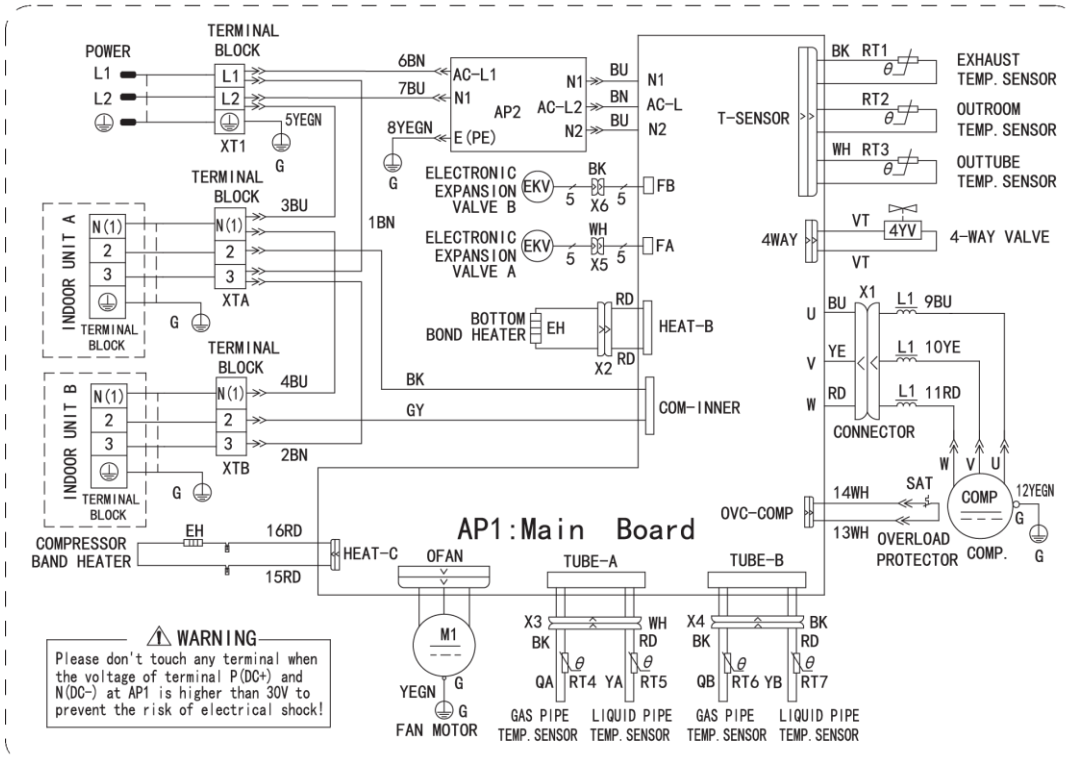 POWER
L1
L2
TERMINAL
BLOCK
L1
L2
XT1
5YEGN
G
6BN
7BU
8YEGN
G
AC-L1
N1
E(PE)
AP2
N1
AC-L2
N2
BU
BN
BU
N1
AC-L
N2
T-SENSOR
BK RT1
θ
EXHAUST
TEMP. SENSOR
RT2
θ
OUTROOM
TEMP. SENSOR
WH RT3
θ
OUTTUBE
TEMP. SENSOR
ELECTRONIC
EXPANSION
VALVE B
EKV
5
BK
X6
5
FB
ELECTRONIC
EXPANSION
VALVE A
EKV
5
WH
X5
5
FA
4WAY
VT
4YV
VT
4-WAY VALVE
INDOOR UNIT A
N(1)
2
3
TERMINAL
BLOCK
G
TERMINAL
BLOCK
N(1)
2
3
XTA
3BU
1BN
BOTTOM
BOND HEATER
EH
X2
RD
RD
HEAT-B
U
V
W
BU
YE
RD
X1
CONNECTOR
L1 9BU
L1 10YE
L1 11RD
W
V
U
INDOOR UNIT B
N(1)
2
3
TERMINAL
BLOCK
G
TERMINAL
BLOCK
N(1)
2
3
XTB
4BU
2BN
BK
GY
COM-INNER
OVC-COMP
14WH
13WH
SAT
OVERLOAD
PROTECTOR
COMP
COMP.
12YEGN
G
G
AP1:Main Board
COMPRESSOR
BAND HEATER
EH
16RD
15RD
HEAT-C
OFAN
M1
YEGN
G
G
FAN MOTOR
TUBE-A
X3
WH
BK
RD
θ
θ
QA
RT4
YA
RT5
GAS PIPE
TEMP. SENSOR
LIQUID PIPE
TEMP. SENSOR
TUBE-B
X4
BK
BK
RD
θ
θ
QB
RT6
YB
RT7
GAS PIPE
TEMP. SENSOR
LIQUID PIPE
TEMP. SENSOR
WARNING
Please don't touch any terminal when
the voltage of terminal P(DC+) and
N(DC-) at AP1 is higher than 30V to
prevent the risk of electrical shock!